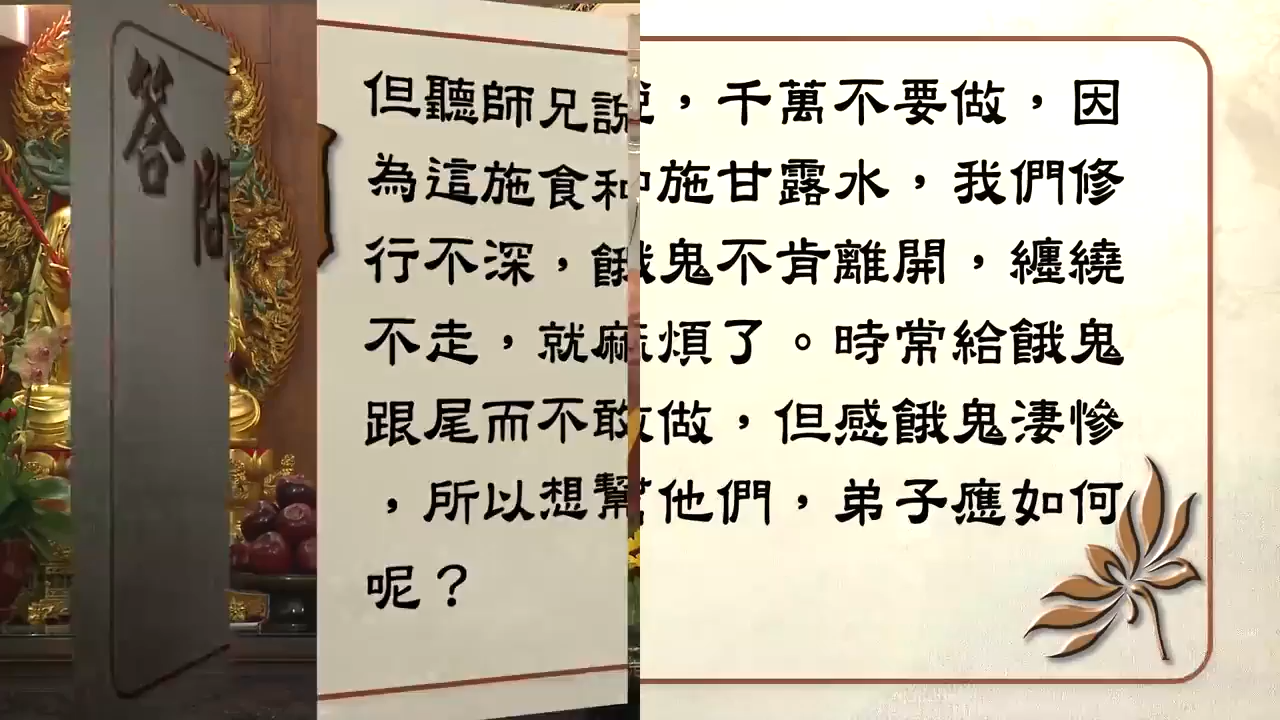 答問
但聽師兄說，千萬不要做，因
為這施食和施甘露水，我們修
行不深，餓鬼不肯離開，纏繞
不走，就麻煩了。時常給餓鬼
跟尾而不敢做，但感餓鬼淒慘
，所以想幫他們，弟子應如何
呢？